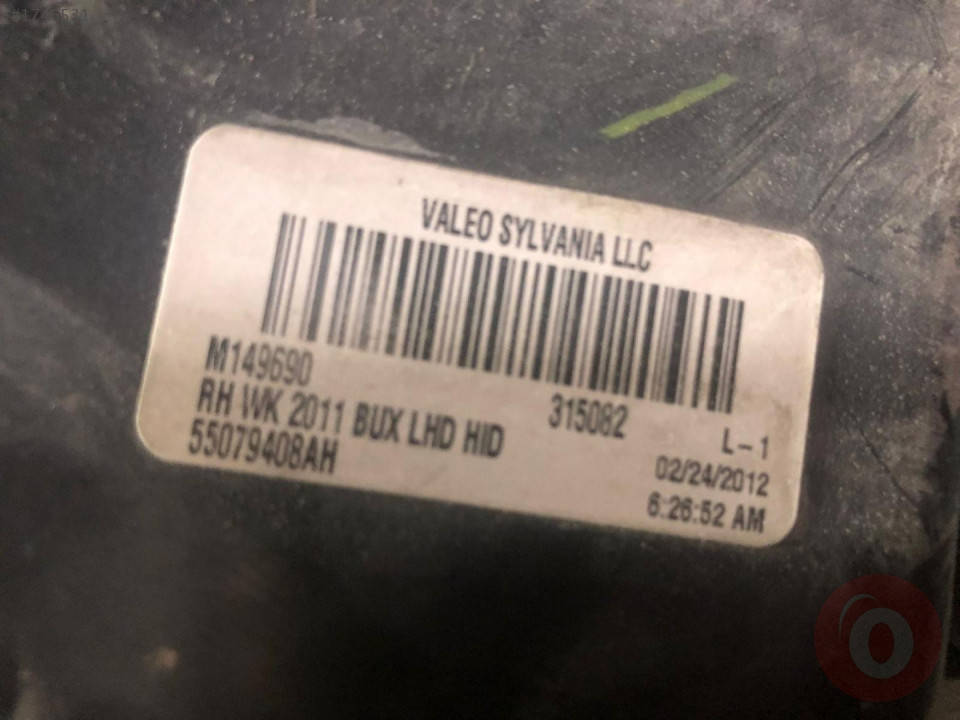 VALEO SYLVANIA LLC
M149690
315082
RH WK 2011 BUX LHD HID
L-1
55079408AH
02/24/2012
6:26:52 AM
O